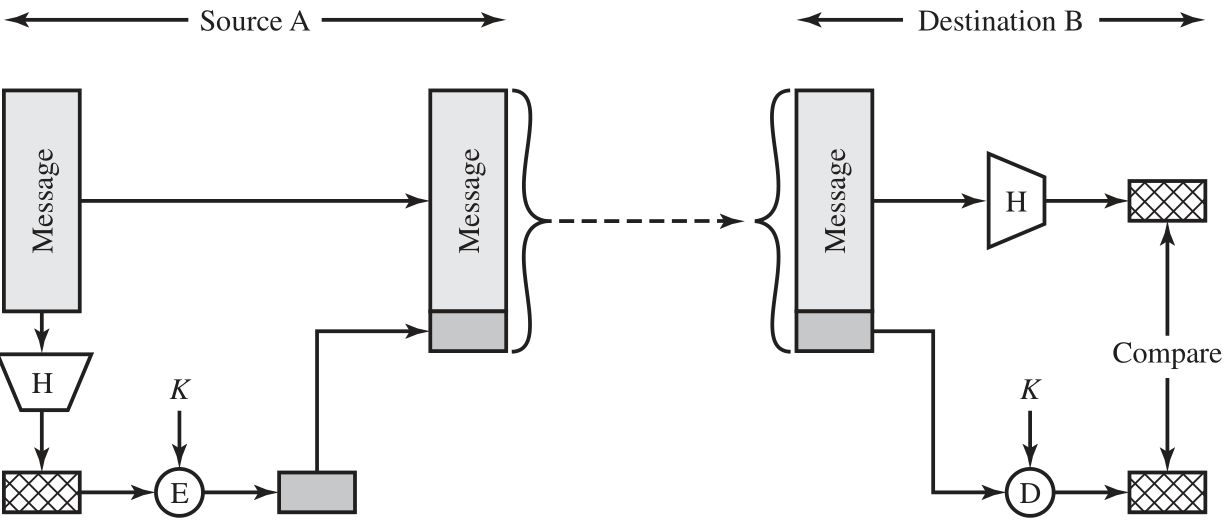 Source A
Destination B
Message
Message
Message
H
H
K
K
Compare
E
D